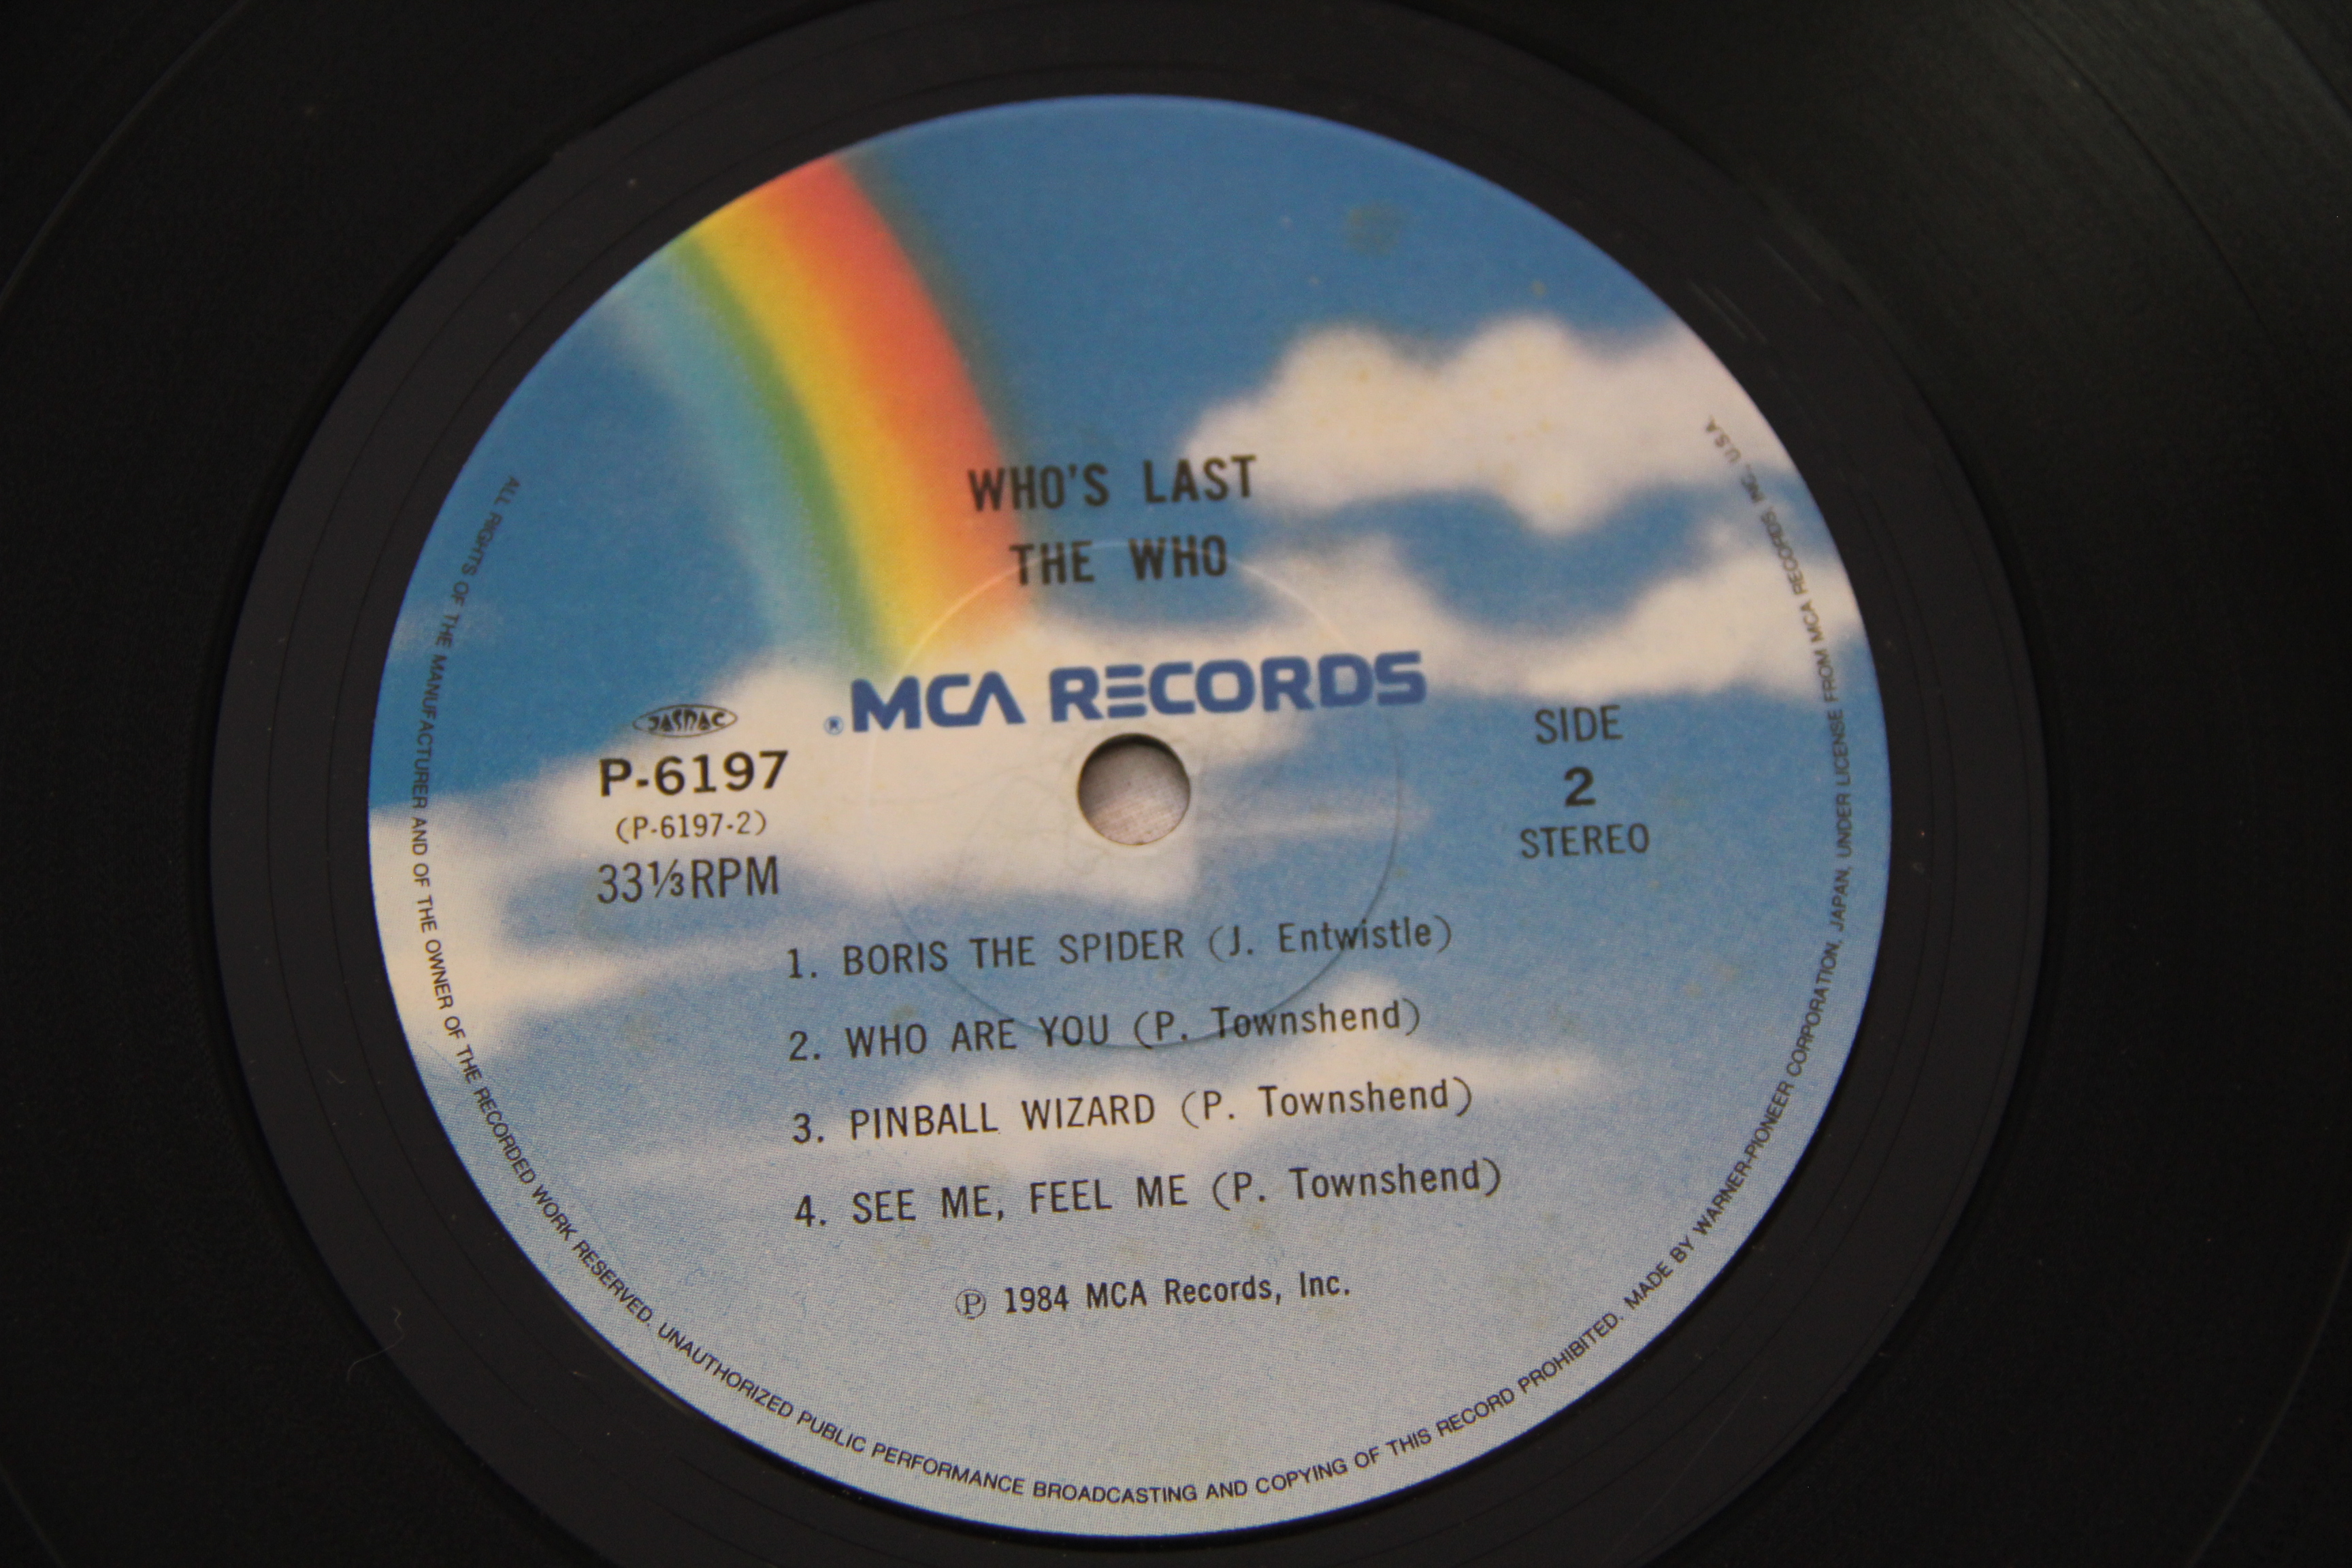 WHO'S LAST
THE WHO
® MCA RECORDS
JASRAC
P-6197
(P-6197-2)
33⅓RPM
SIDE
2
STEREO
1. BORIS THE SPIDER (J. Entwistle)
2. WHO ARE YOU (P. Townshend)
3. PINBALL WIZARD (P. Townshend)
4. SEE ME, FEEL ME (P. Townshend)
Ⓟ 1984 MCA Records, Inc.
ALL RIGHTS OF THE MANUFACTURER AND OF THE OWNER OF THE RECORDED WORK RESERVED. UNAUTHORIZED PUBLIC PERFORMANCE BROADCASTING AND COPYING OF THIS RECORD PROHIBITED. MADE BY WARNER-PIONEER CORPORATION, JAPAN, UNDER LICENSE FROM MCA RECORDS, INC., U.S.A.